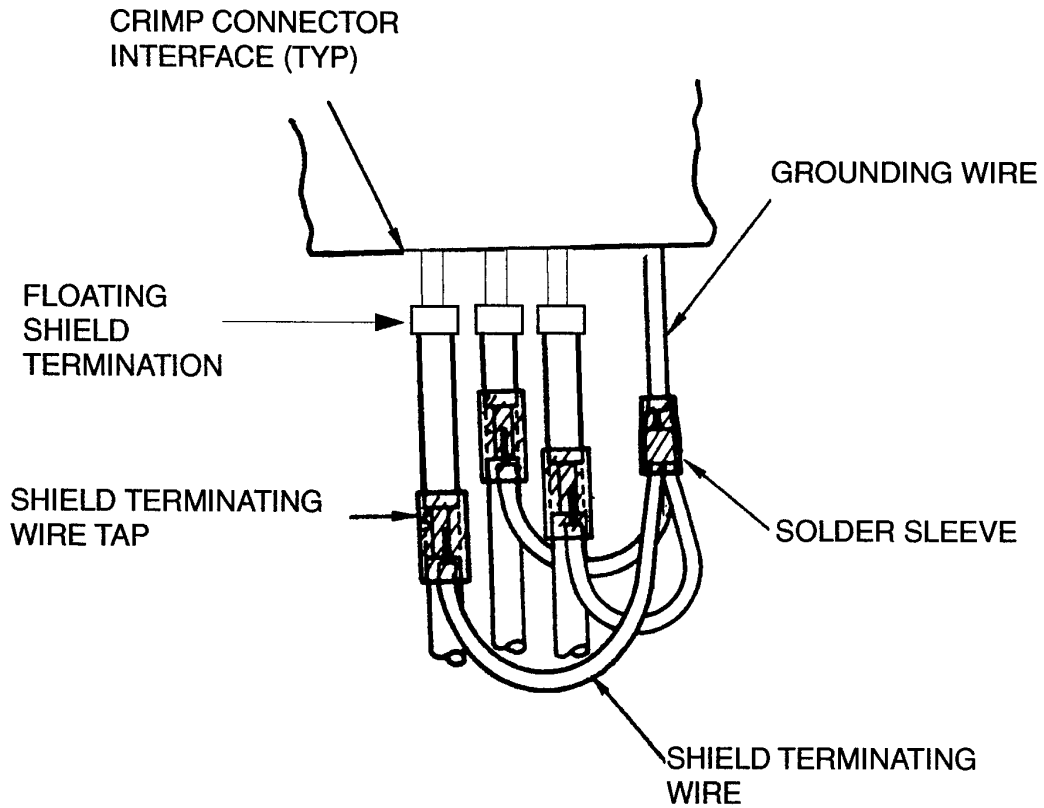 CRIMP CONNECTOR
INTERFACE (TYP)
GROUNDING WIRE
FLOATING
SHIELD
TERMINATION
SHIELD TERMINATING
WIRE TAP
SOLDER SLEEVE
SHIELD TERMINATING
WIRE